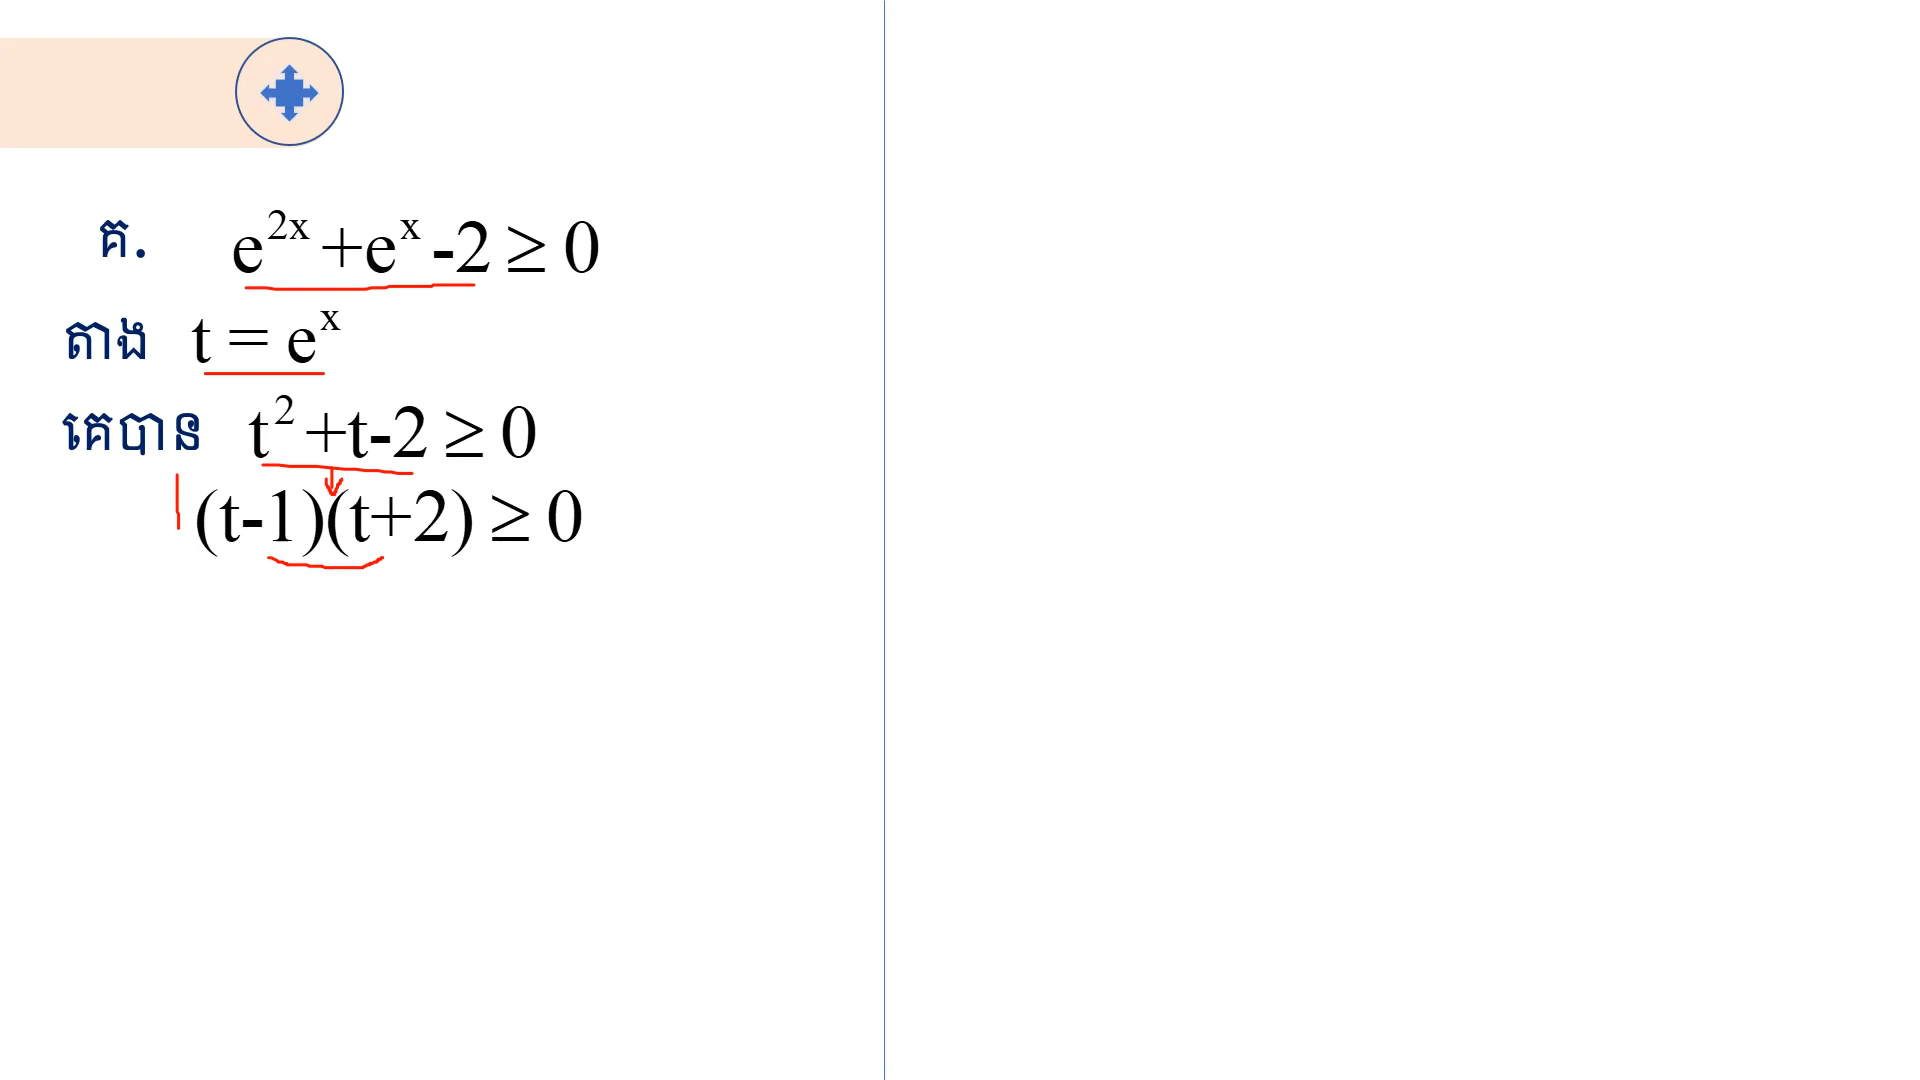 គ. e^{2x}+e^{x}-2 ≥ 0
តាង t = e^{x}
គេបាន t^{2}+t-2 ≥ 0
(t-1)(t+2) ≥ 0